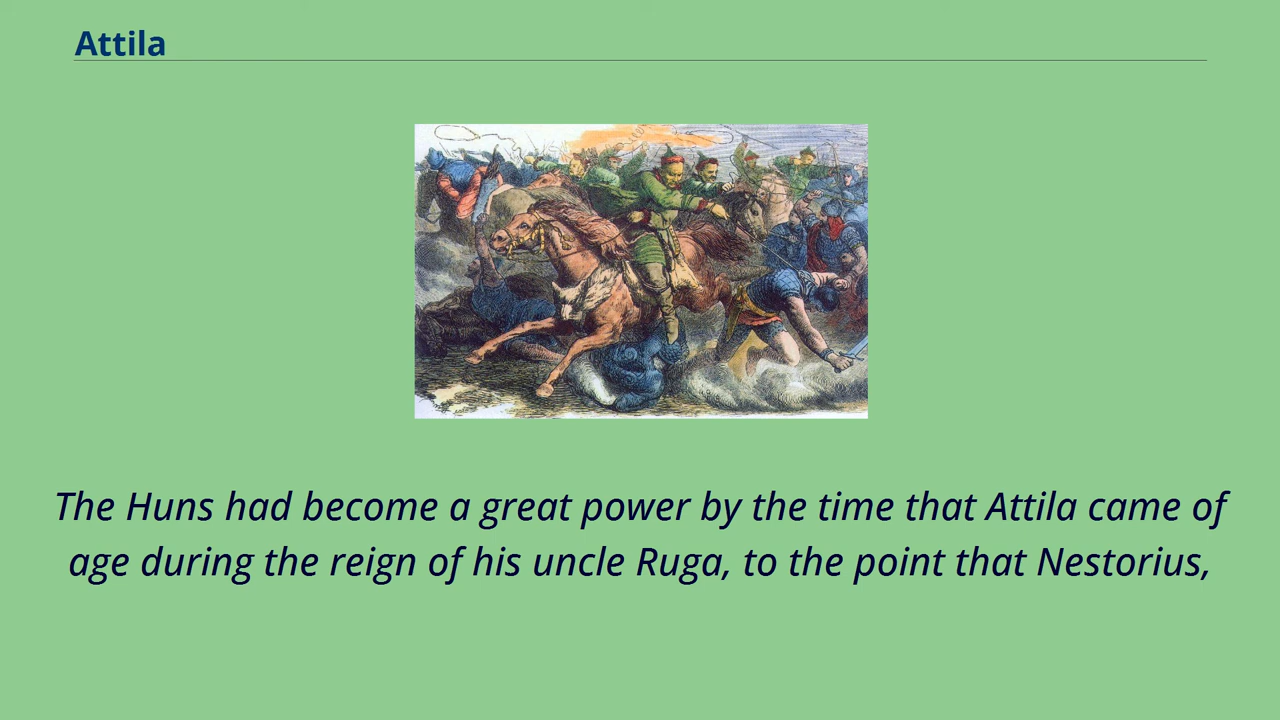 Attila
The Huns had become a great power by the time that Attila came of
age during the reign of his uncle Ruga, to the point that Nestorius,